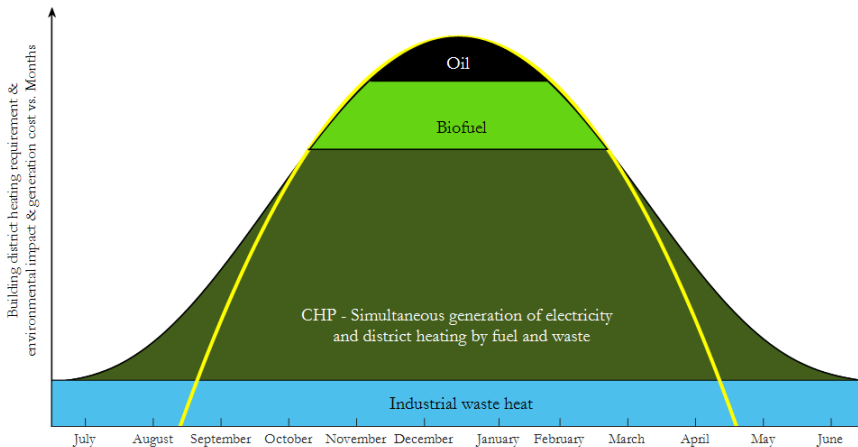 Building district heating requirement &
environmental impact & generation cost vs. Months
Oil
Biofuel
CHP - Simultaneous generation of electricity
and district heating by fuel and waste
Industrial waste heat
July August September October November December January February March April May June